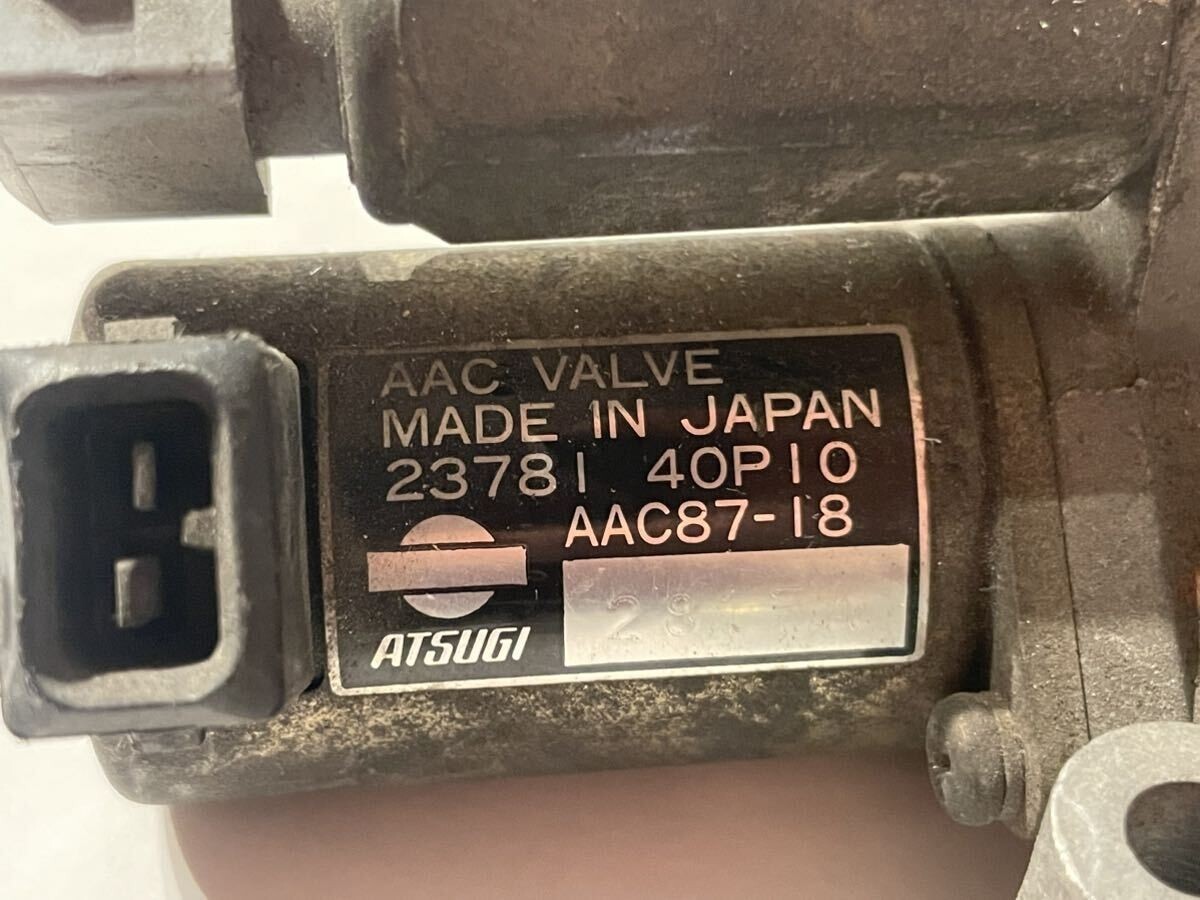 AAC VALVE
MADE IN JAPAN
23781 40P10
AAC87-18
ATSUGI